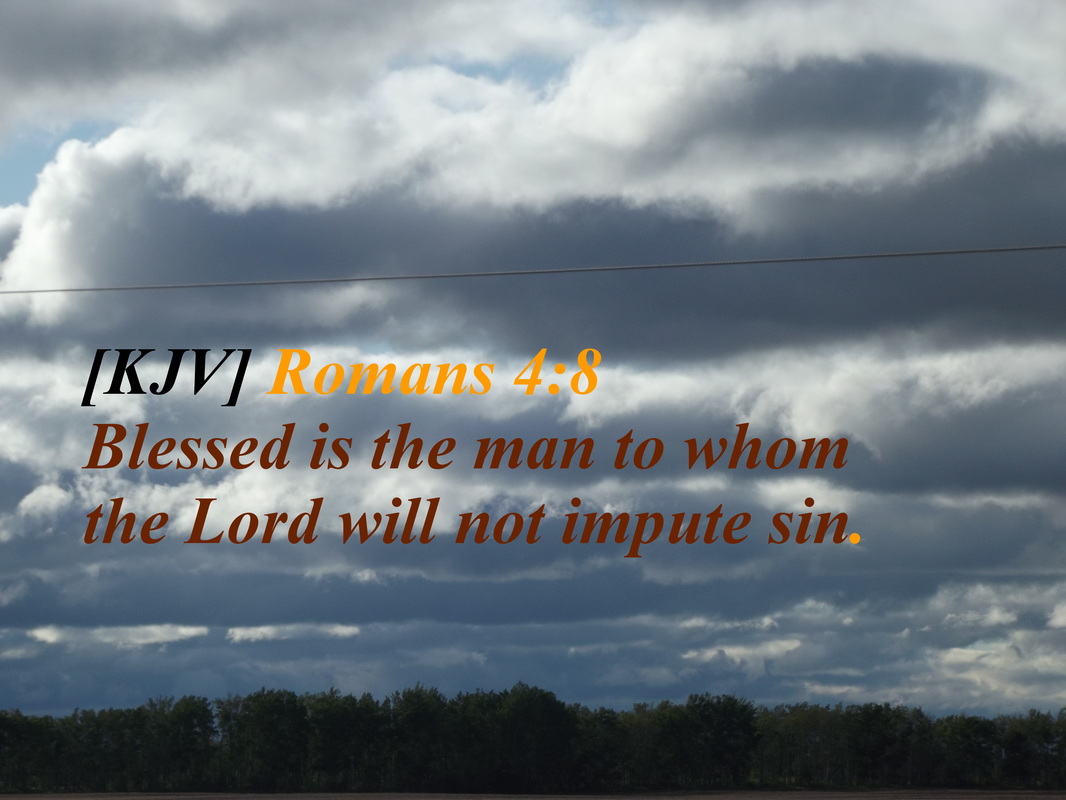 [KJV] Romans 4:8
Blessed is the man to whom
the Lord will not impute sin.